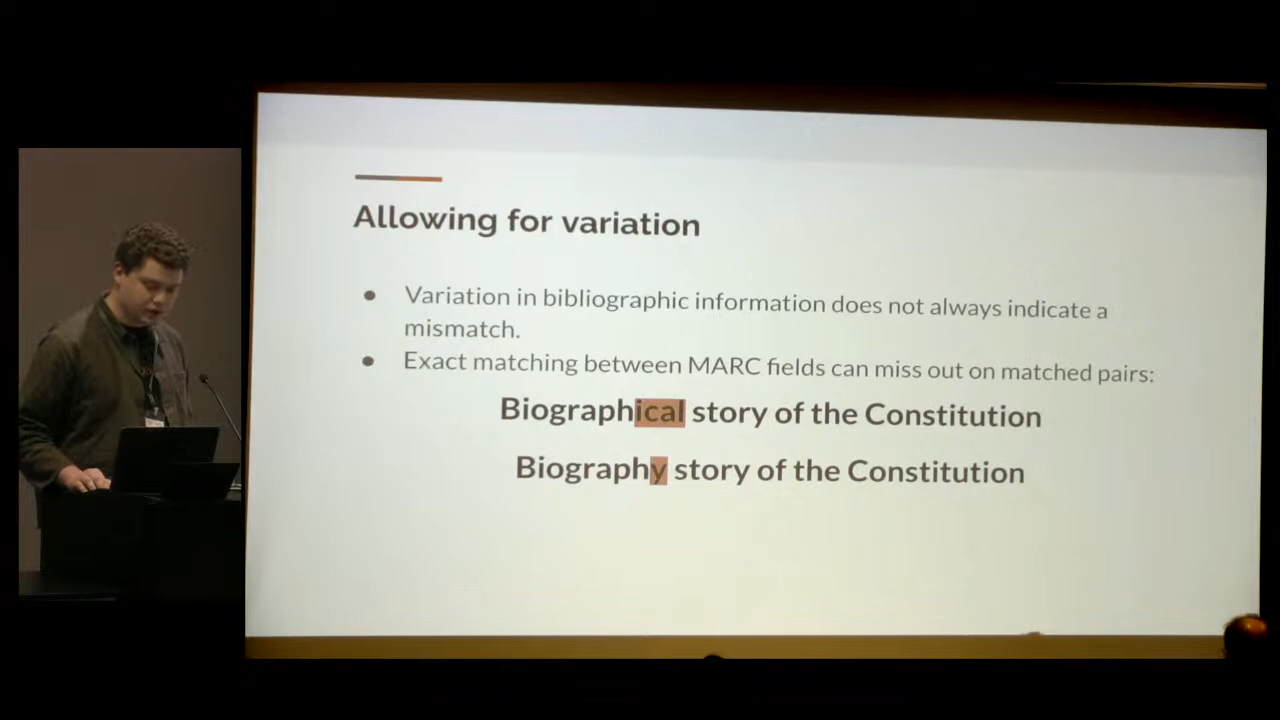 Allowing for variation
● Variation in bibliographic information does not always indicate a
mismatch.
● Exact matching between MARC fields can miss out on matched pairs:
Biographical story of the Constitution
Biography story of the Constitution